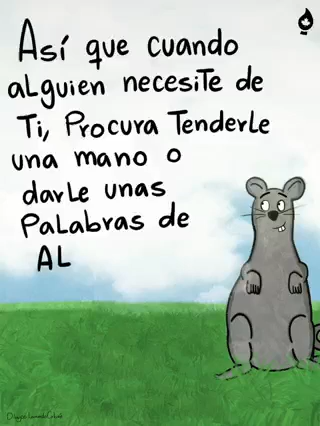 Así que cuando
alguien necesite de
Ti, Procura Tenderle
una mano o
darle unas
Palabras de
AL